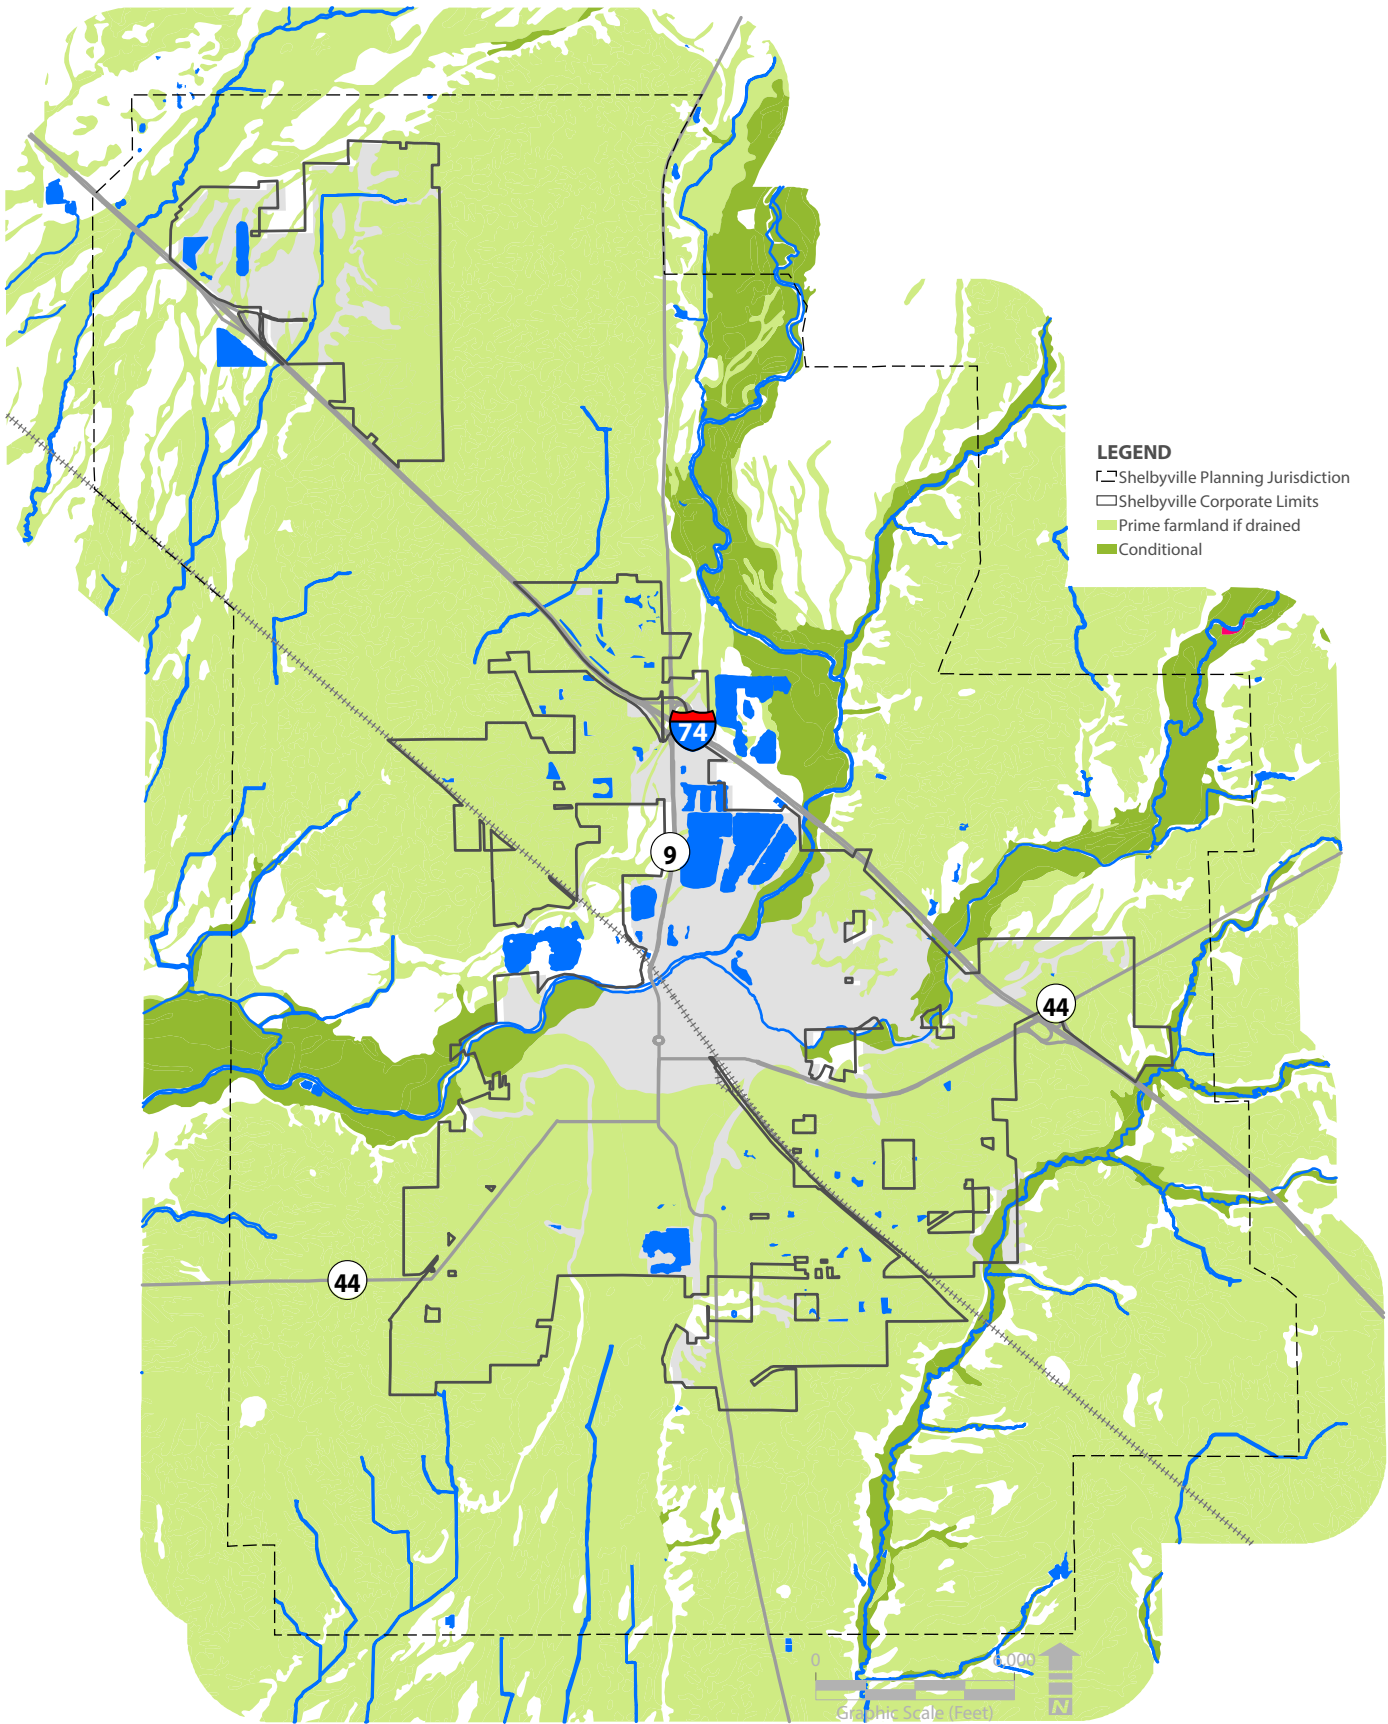 LEGEND
Shelbyville Planning Jurisdiction
Shelbyville Corporate Limits
Prime farmland if drained
Conditional
74
9
44
44
0 6,000
Graphic Scale (Feet)
N